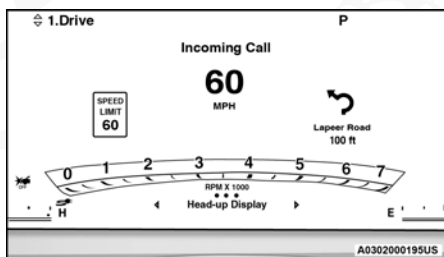 1.Drive
P
Incoming Call
SPEED
LIMIT
60
60
MPH
Lapeer Road
100 ft
0 1 2 3 4 5 6 7
RPM X 1000
H
Head-up Display
E
A0302000195US